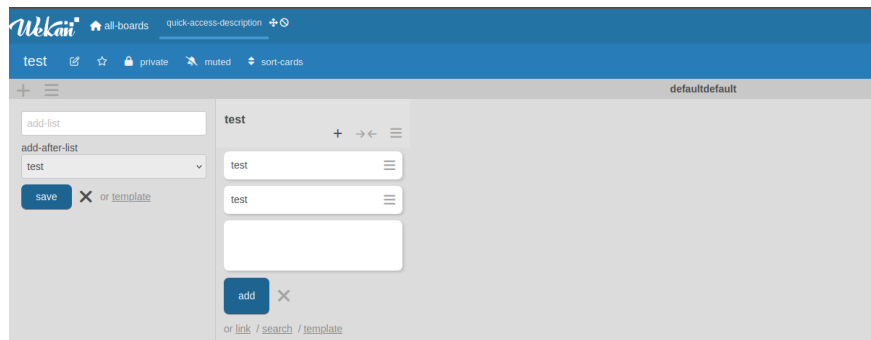 Wekan all-boards quick-access-description
test private muted sort-cards
defaultdefault
add-list
add-after-list
test
save or template
test
test
test
add
or link / search / template